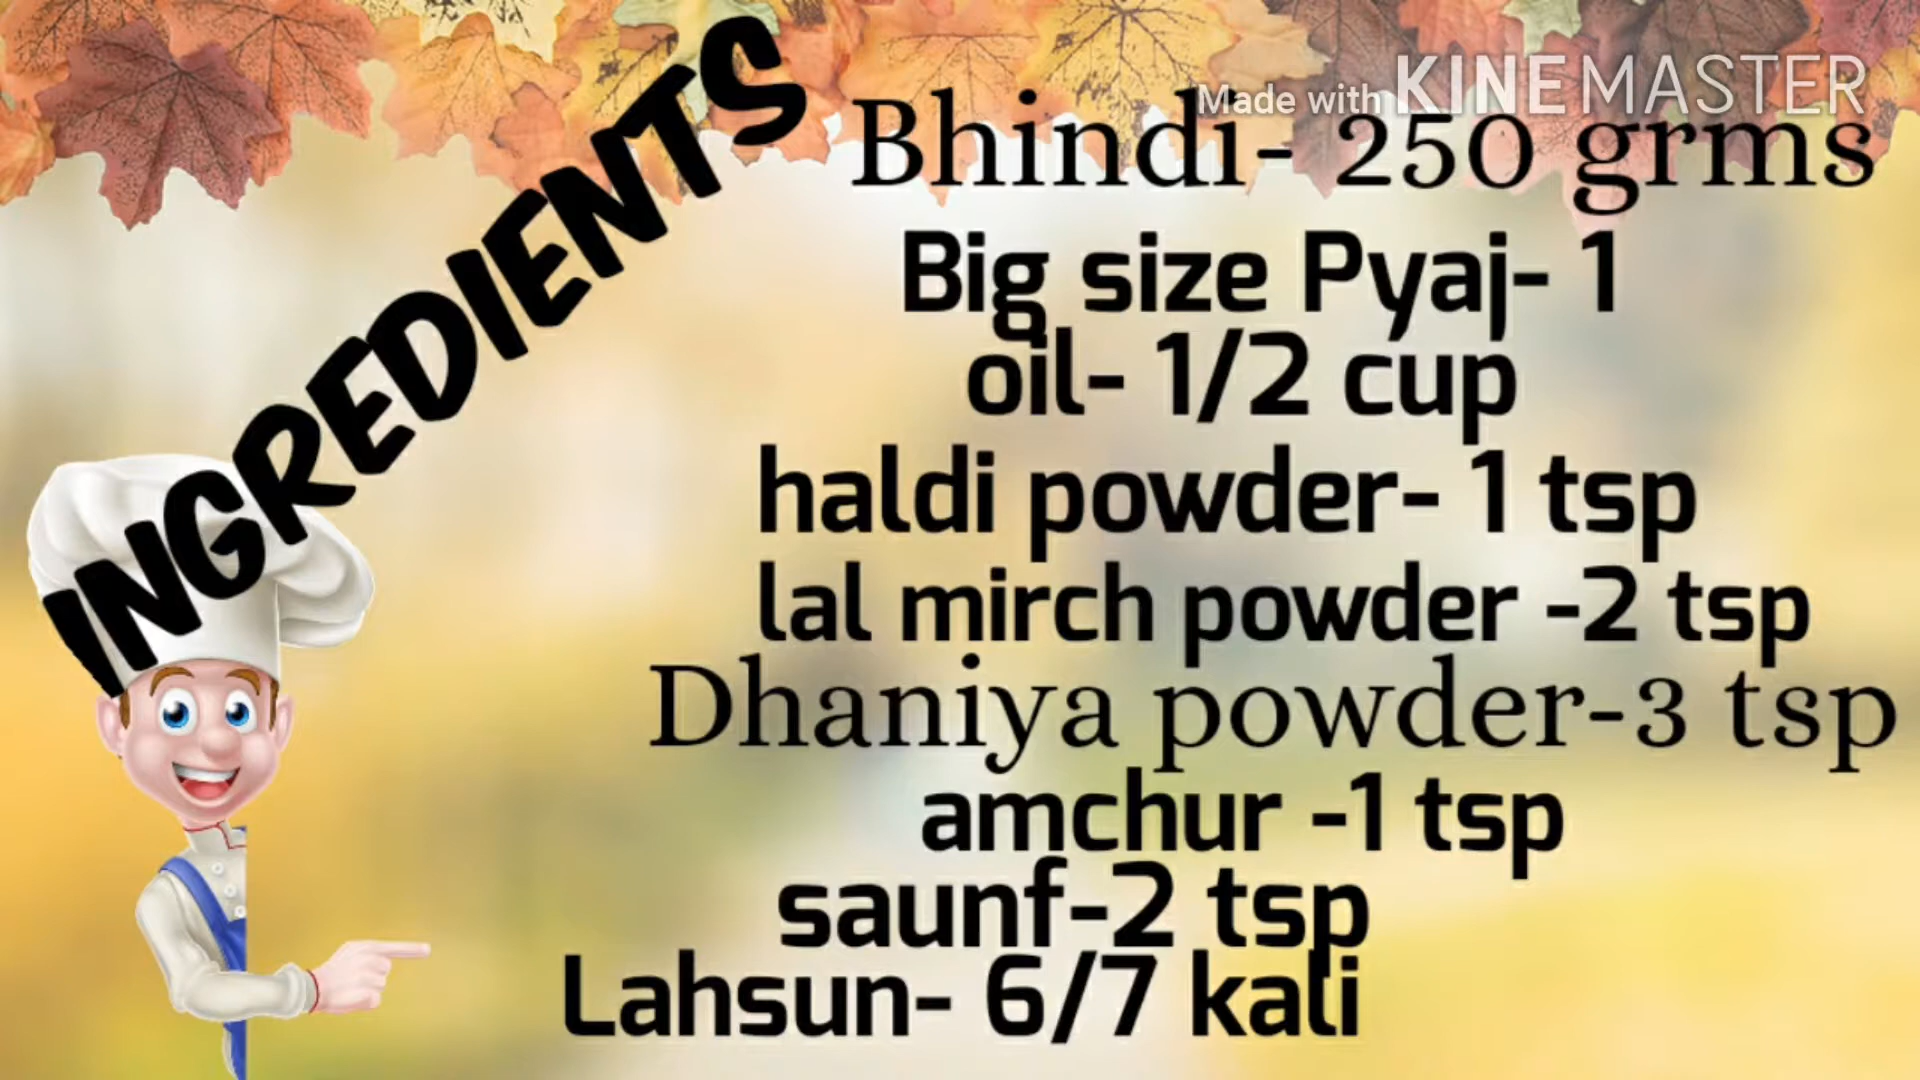 INGREDIENTS
Made with KINEMASTER
Bhindi- 250 grms
Big size Pyaj- 1
oil- 1/2 cup
haldi powder- 1 tsp
lal mirch powder -2 tsp
Dhaniya powder-3 tsp
amchur -1 tsp
saunf-2 tsp
Lahsun- 6/7 kali